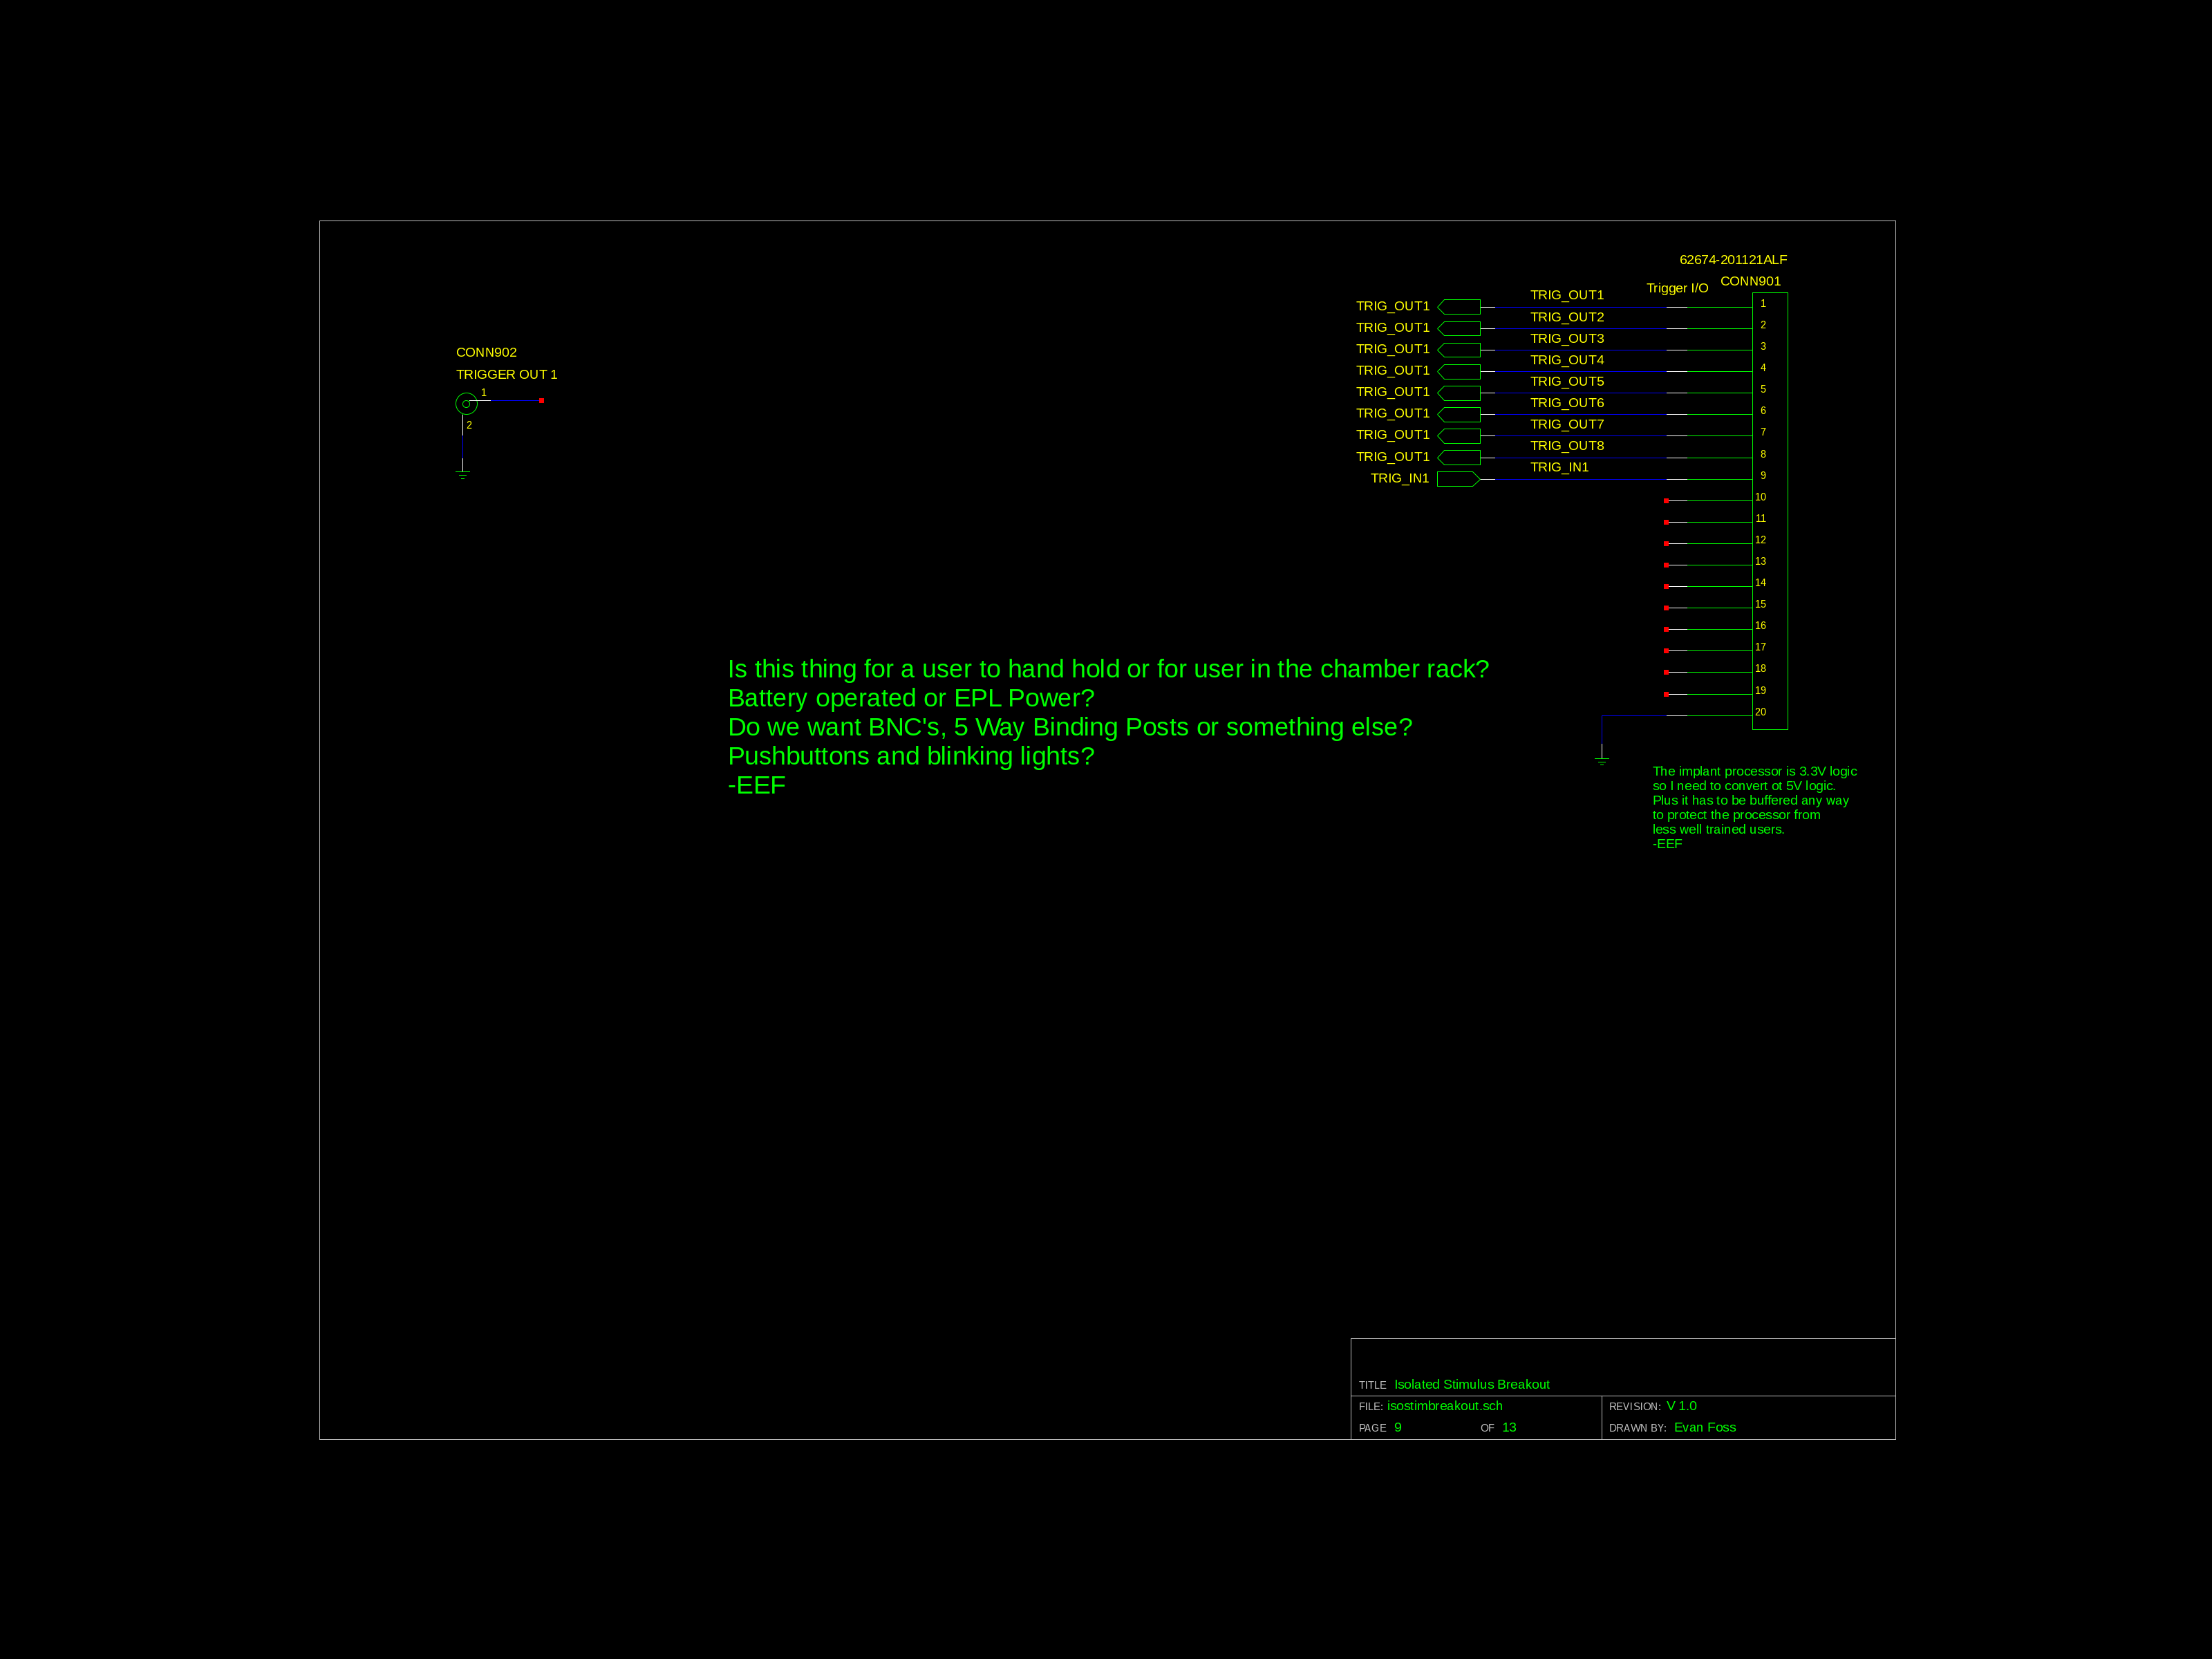 62674-201121ALF
Trigger I/O CONN901
TRIG_OUT1 TRIG_OUT1 1
TRIG_OUT1 TRIG_OUT2 2
TRIG_OUT1 TRIG_OUT3 3
TRIG_OUT1 TRIG_OUT4 4
TRIG_OUT1 TRIG_OUT5 5
TRIG_OUT1 TRIG_OUT6 6
TRIG_OUT1 TRIG_OUT7 7
TRIG_OUT1 TRIG_OUT8 8
TRIG_IN1 TRIG_IN1 9
10
11
12
13
14
15
16
17
18
19
20
CONN902
TRIGGER OUT 1
1
2
Is this thing for a user to hand hold or for user in the chamber rack?
Battery operated or EPL Power?
Do we want BNC's, 5 Way Binding Posts or something else?
Pushbuttons and blinking lights?
-EEF
The implant processor is 3.3V logic
so I need to convert ot 5V logic.
Plus it has to be buffered any way
to protect the processor from
less well trained users.
-EEF
TITLE Isolated Stimulus Breakout
FILE: isostimbreakout.sch REVISION: V 1.0
PAGE 9 OF 13 DRAWN BY: Evan Foss